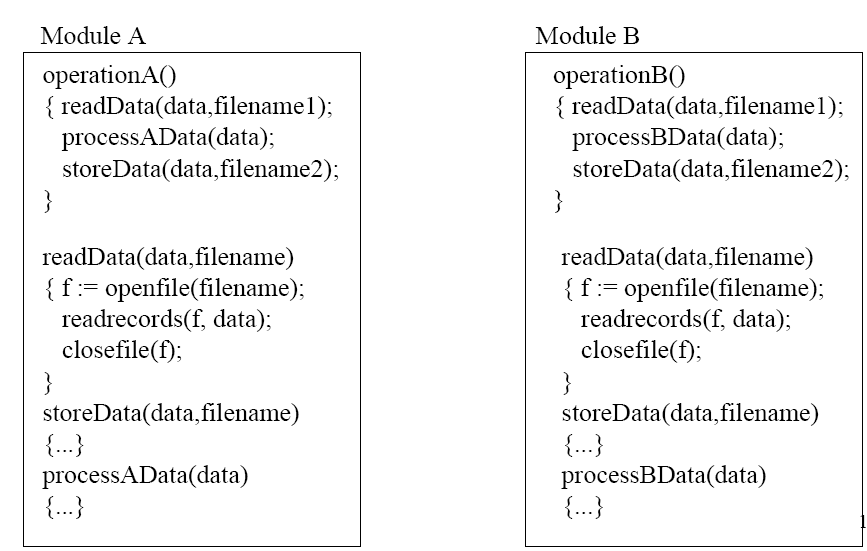 Module A
operationA()
{ readData(data,filename1);
processAData(data);
storeData(data,filename2);
}
readData(data,filename)
{ f := openfile(filename);
readrecords(f, data);
closefile(f);
}
storeData(data,filename)
{...}
processAData(data)
{...}
Module B
operationB()
{ readData(data,filename1);
processBData(data);
storeData(data,filename2);
}
readData(data,filename)
{ f := openfile(filename);
readrecords(f, data);
closefile(f);
}
storeData(data,filename)
{...}
processBData(data)
{...}
1